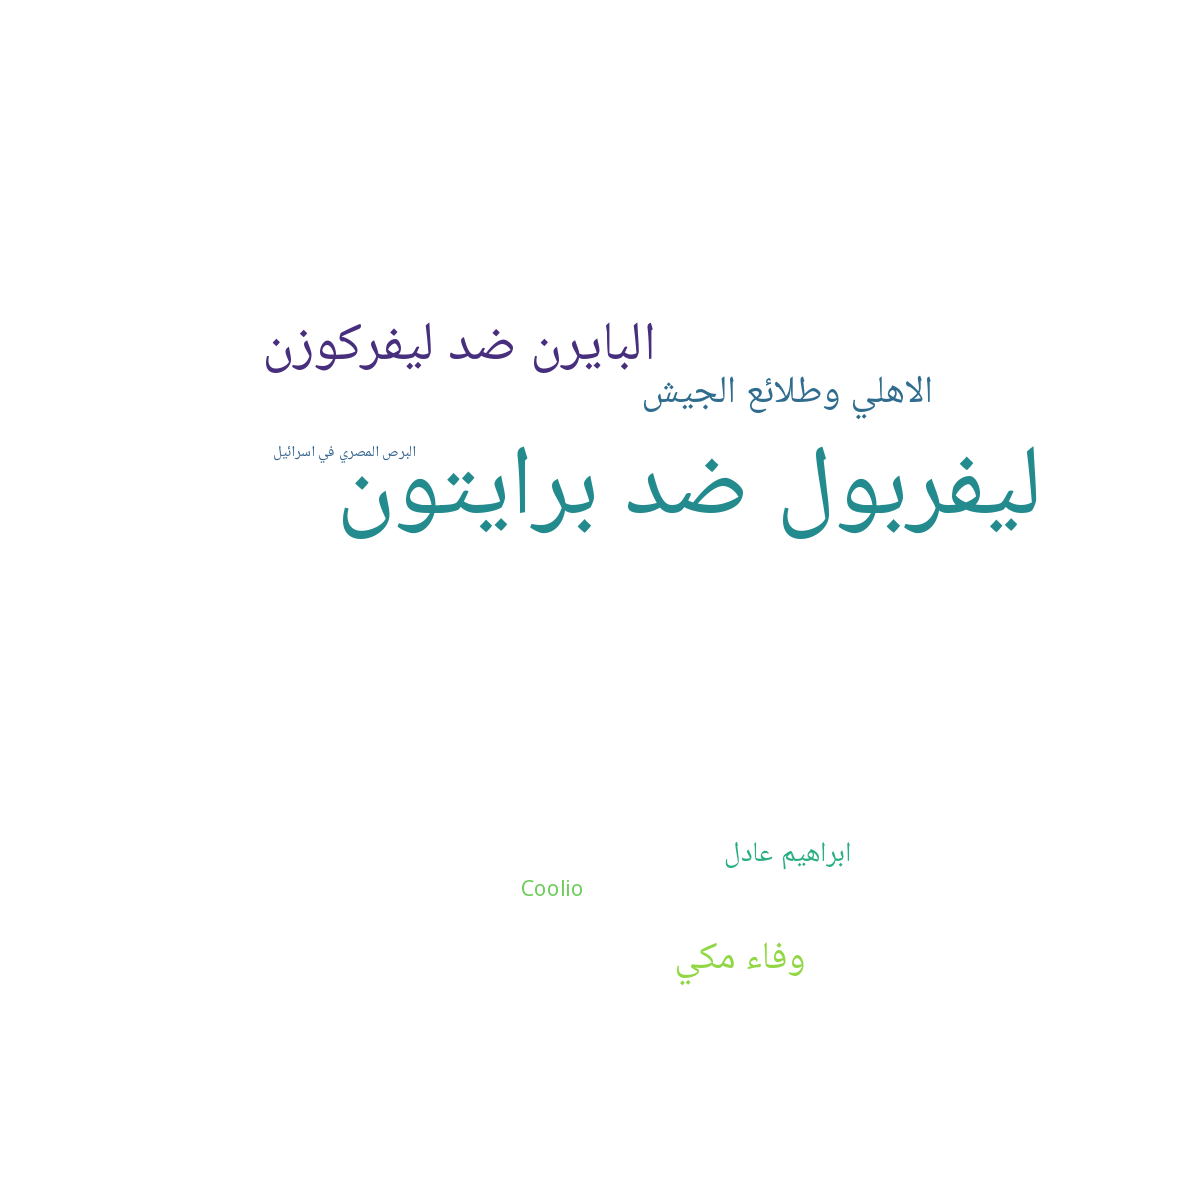 البايرن ضد ليفركوزن
الاهلي وطلائع الجيش
البرص المصري في اسرائيل
ليفربول ضد برايتون
ابراهيم عادل
Coolio
وفاء مكي